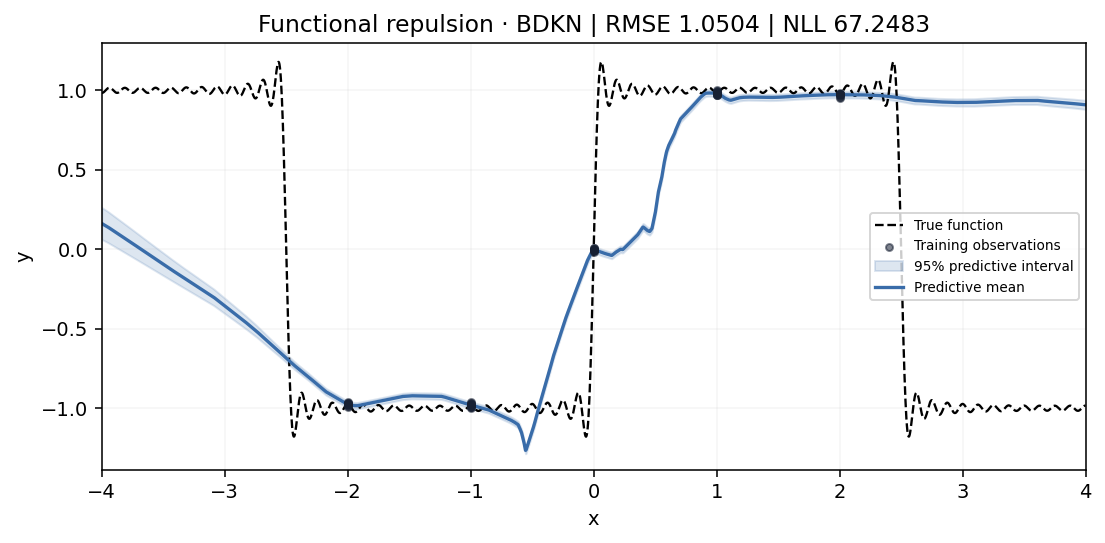 Functional repulsion · BDKN | RMSE 1.0504 | NLL 67.2483
y
1.0
0.5
0.0
−0.5
−1.0
True function
Training observations
95% predictive interval
Predictive mean
−4 −3 −2 −1 0 1 2 3 4
x